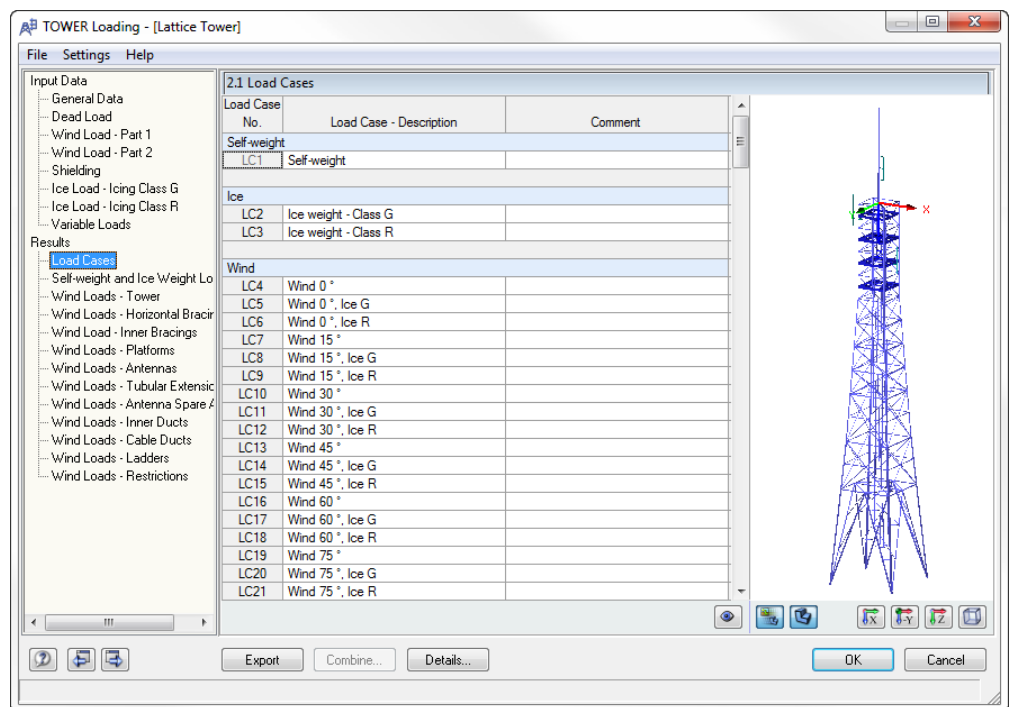 TOWER Loading - [Lattice Tower]
File Settings Help
Input Data
General Data
Dead Load
Wind Load - Part 1
Wind Load - Part 2
Shielding
Ice Load - Icing Class G
Ice Load - Icing Class R
Variable Loads
Results
Load Cases
Self-weight and Ice Weight Lo
Wind Loads - Tower
Wind Loads - Horizontal Bracir
Wind Load - Inner Bracings
Wind Loads - Platforms
Wind Loads - Antennas
Wind Loads - Tubular Extensic
Wind Loads - Antenna Spare A
Wind Loads - Inner Ducts
Wind Loads - Cable Ducts
Wind Loads - Ladders
Wind Loads - Restrictions
2.1 Load Cases
Load Case
No. Load Case - Description Comment
Self-weight
LC1 Self-weight
Ice
LC2 Ice weight - Class G
LC3 Ice weight - Class R
Wind
LC4 Wind 0 °
LC5 Wind 0 °, Ice G
LC6 Wind 0 °, Ice R
LC7 Wind 15 °
LC8 Wind 15 °, Ice G
LC9 Wind 15 °, Ice R
LC10 Wind 30 °
LC11 Wind 30 °, Ice G
LC12 Wind 30 °, Ice R
LC13 Wind 45 °
LC14 Wind 45 °, Ice G
LC15 Wind 45 °, Ice R
LC16 Wind 60 °
LC17 Wind 60 °, Ice G
LC18 Wind 60 °, Ice R
LC19 Wind 75 °
LC20 Wind 75 °, Ice G
LC21 Wind 75 °, Ice R
Y X
X -Y Z
Export Combine... Details... OK Cancel